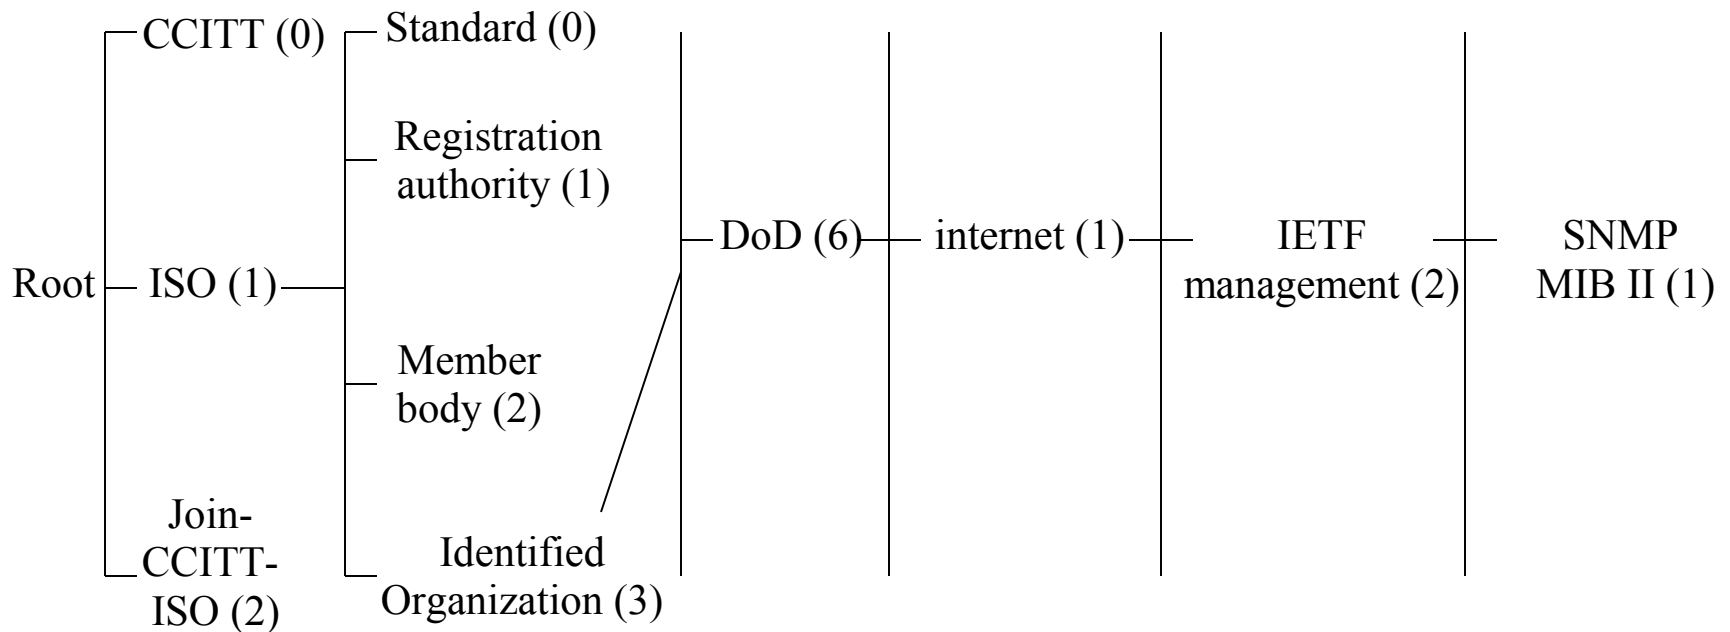 Root
CCITT (0)
ISO (1)
Join-
CCITT-
ISO (2)
Standard (0)
Registration
authority (1)
Member
body (2)
Identified
Organization (3)
DoD (6)
internet (1)
IETF
management (2)
SNMP
MIB II (1)